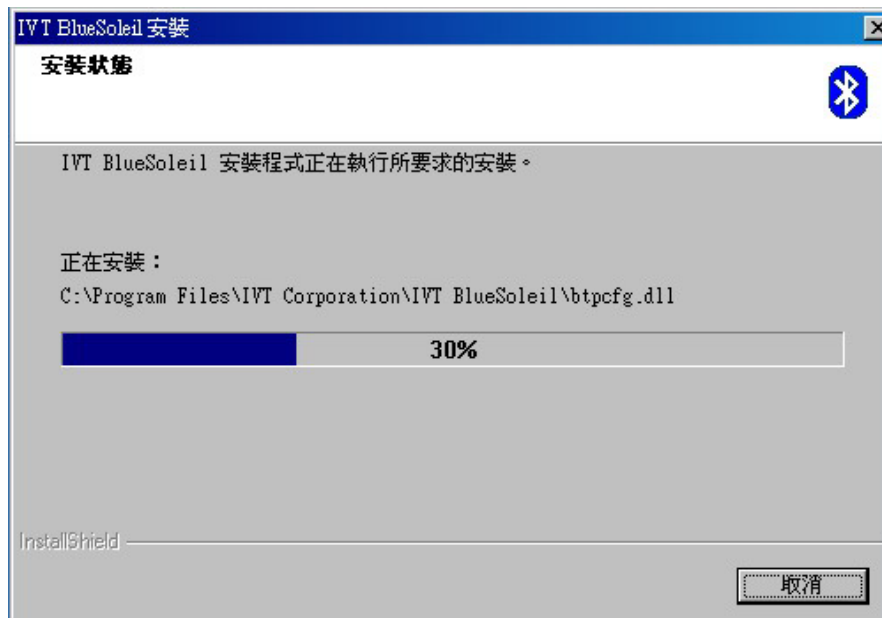 IVT BlueSoleil 安裝
安裝狀態
IVT BlueSoleil 安裝程式正在執行所要求的安裝。
正在安裝：
C:\Program Files\IVT Corporation\IVT BlueSoleil\btpcfg.dll
30%
InstallShield
取消